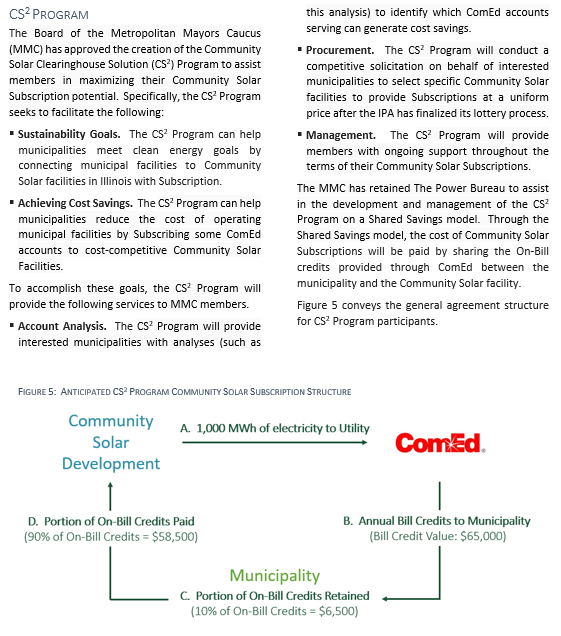 CS² PROGRAM
The Board of the Metropolitan Mayors Caucus
(MMC) has approved the creation of the Community
Solar Clearinghouse Solution (CS²) Program to assist
members in maximizing their Community Solar
Subscription potential. Specifically, the CS² Program
seeks to facilitate the following:
▪ Sustainability Goals. The CS² Program can help
municipalities meet clean energy goals by
connecting municipal facilities to Community
Solar facilities in Illinois with Subscription.
▪ Achieving Cost Savings. The CS² Program can help
municipalities reduce the cost of operating
municipal facilities by Subscribing some ComEd
accounts to cost-competitive Community Solar
Facilities.
To accomplish these goals, the CS² Program will
provide the following services to MMC members.
▪ Account Analysis. The CS² Program will provide
interested municipalities with analyses (such as
this analysis) to identify which ComEd accounts
serving can generate cost savings.
▪ Procurement. The CS² Program will conduct a
competitive solicitation on behalf of interested
municipalities to select specific Community Solar
facilities to provide Subscriptions at a uniform
price after the IPA has finalized its lottery process.
▪ Management. The CS² Program will provide
members with ongoing support throughout the
terms of their Community Solar Subscriptions.
The MMC has retained The Power Bureau to assist
in the development and management of the CS²
Program on a Shared Savings model. Through the
Shared Savings model, the cost of Community Solar
Subscriptions will be paid by sharing the On-Bill
credits provided through ComEd between the
municipality and the Community Solar facility.
Figure 5 conveys the general agreement structure
for CS² Program participants.
FIGURE 5: ANTICIPATED CS² PROGRAM COMMUNITY SOLAR SUBSCRIPTION STRUCTURE
Community
Solar
Development
A. 1,000 MWh of electricity to Utility
ComEd.
D. Portion of On-Bill Credits Paid
(90% of On-Bill Credits = $58,500)
B. Annual Bill Credits to Municipality
(Bill Credit Value: $65,000)
Municipality
C. Portion of On-Bill Credits Retained
(10% of On-Bill Credits = $6,500)